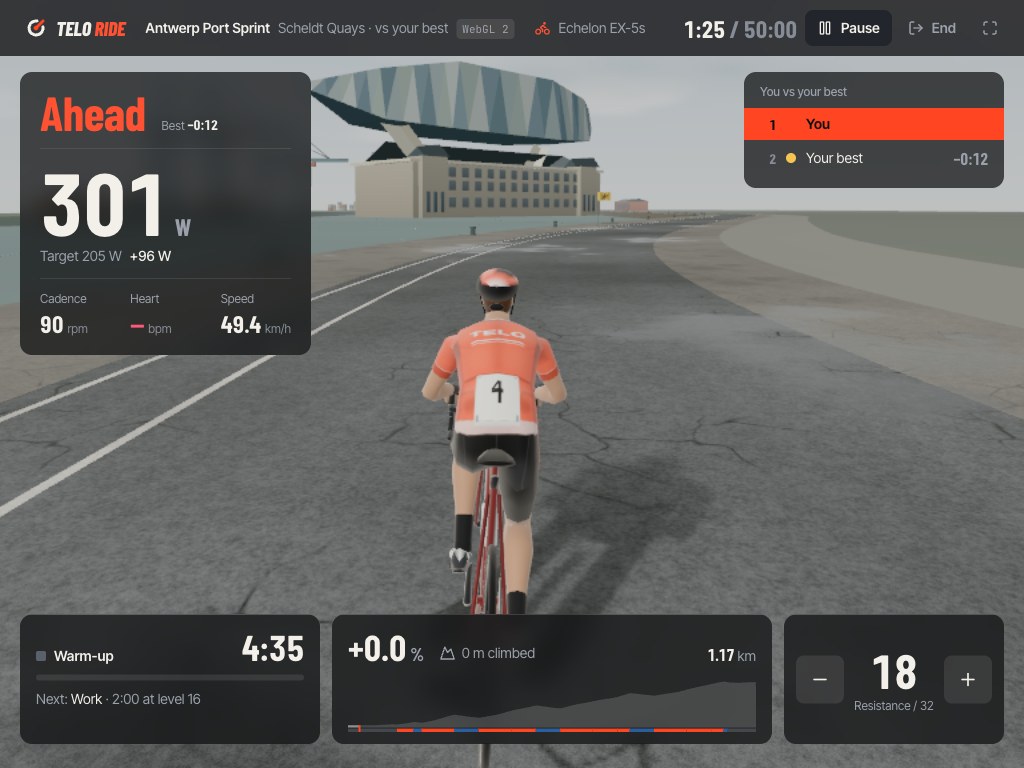 TELO RIDE Antwerp Port Sprint Scheldt Quays · vs your best WebGL 2 Echelon EX-5s 1:25 / 50:00 Pause End
Ahead Best −0:12
301 W
Target 205 W +96 W
Cadence Heart Speed
90 rpm — bpm 49.4 km/h
You vs your best
1 You
2 Your best −0:12
TELO
4
Warm-up 4:35
Next: Work · 2:00 at level 16
+0.0 % 0 m climbed 1.17 km
− 18 +
Resistance / 32